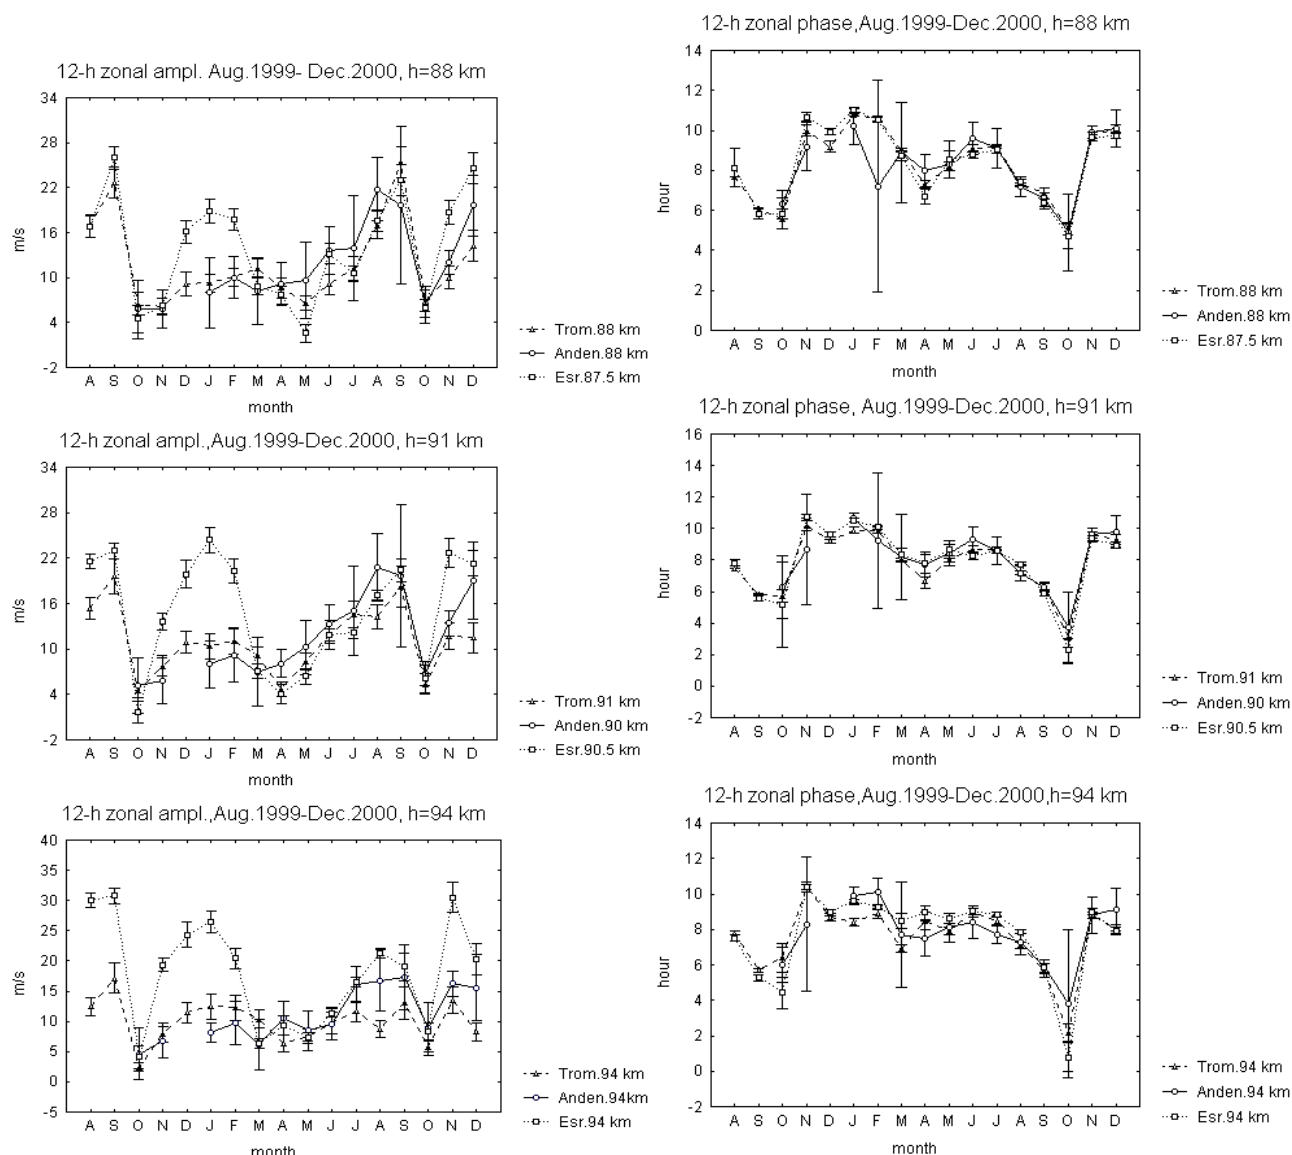 12-h zonal ampl. Aug.1999- Dec.2000, h=88 km
34
28
22
16
10
4
-2
m/s
A S O N D J F M A M J J A S O N D
month
Trom.88 km
Anden.88 km
Esr.87.5 km
12-h zonal ampl.,Aug.1999-Dec.2000, h=91 km
34
28
22
16
10
4
-2
m/s
A S O N D J F M A M J J A S O N D
month
Trom.91 km
Anden.90 km
Esr.90.5 km
12-h zonal ampl.,Aug.1999-Dec.2000, h=94 km
40
35
30
25
20
15
10
5
0
-5
m/s
A S O N D J F M A M J J A S O N D
month
Trom.94 km
Anden.94km
Esr.94 km
12-h zonal phase,Aug.1999-Dec.2000, h=88 km
14
12
10
8
6
4
2
0
hour
A S O N D J F M A M J J A S O N D
month
Trom.88 km
Anden.88 km
Esr.87.5 km
12-h zonal phase, Aug.1999-Dec.2000, h=91 km
16
14
12
10
8
6
4
2
0
-2
hour
A S O N D J F M A M J J A S O N D
month
Trom.91 km
Anden.90 km
Esr.90.5 km
12-h zonal phase,Aug.1999-Dec.2000,h=94 km
14
12
10
8
6
4
2
0
-2
hour
A S O N D J F M A M J J A S O N D
month
Trom.94 km
Anden.94 km
Esr.94 km